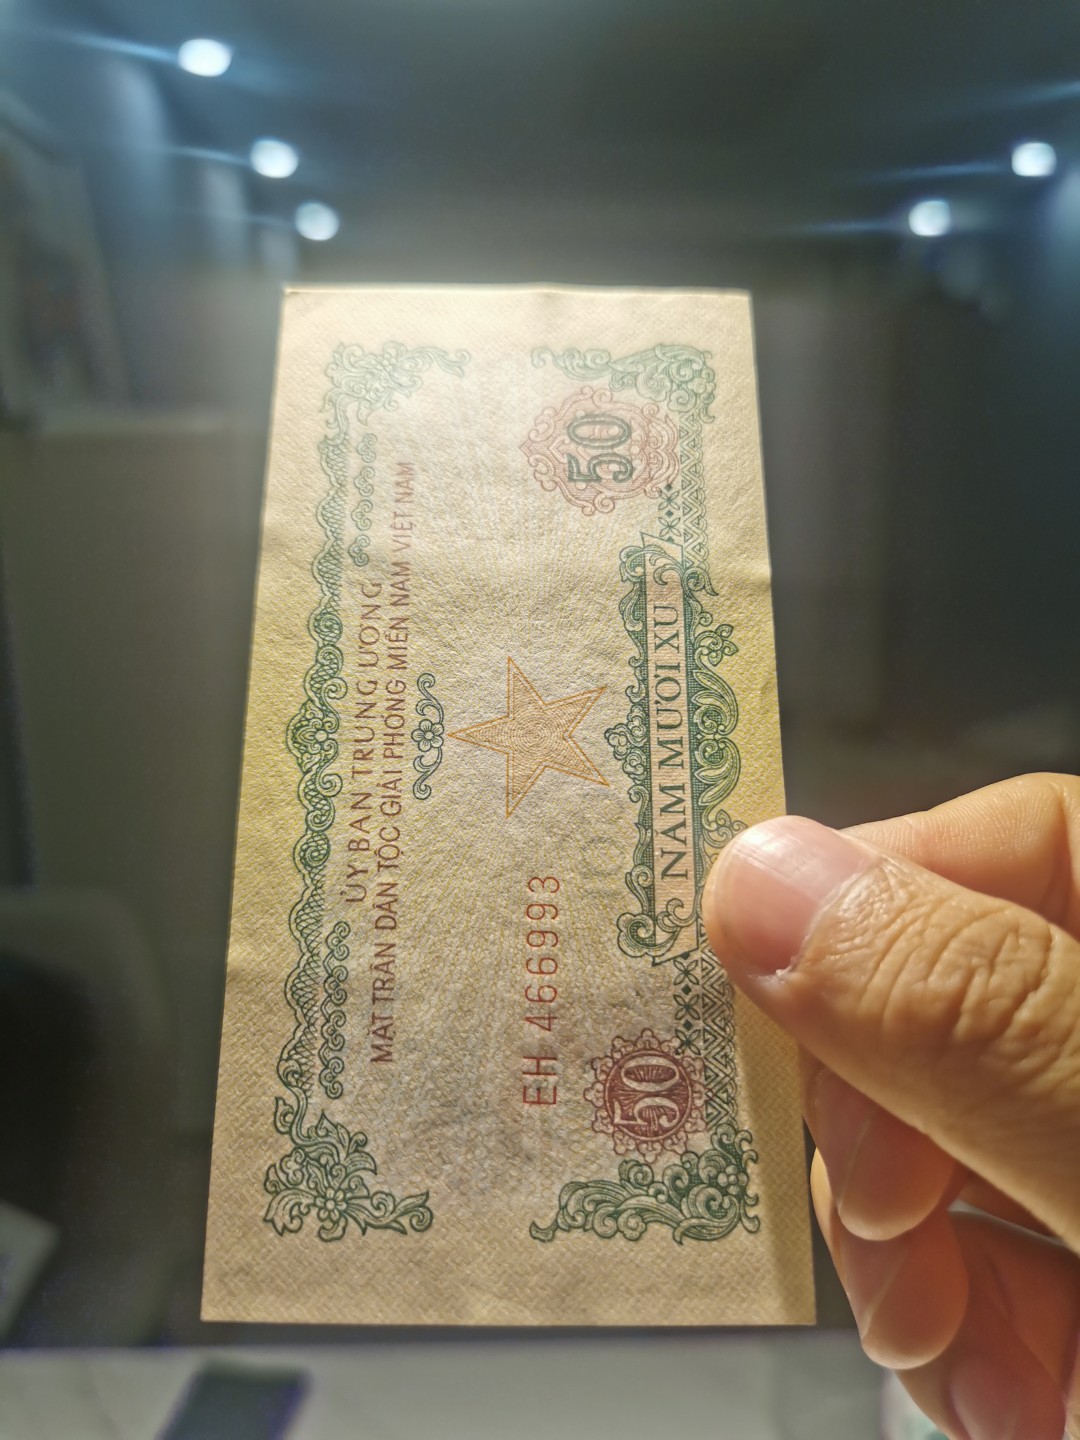 ỦY BAN TRUNG ƯƠNG
MẶT TRẬN DÂN TỘC GIẢI PHÓNG MIỀN NAM VIỆT NAM
EH 466993
50
50
NĂM MƯƠI XU